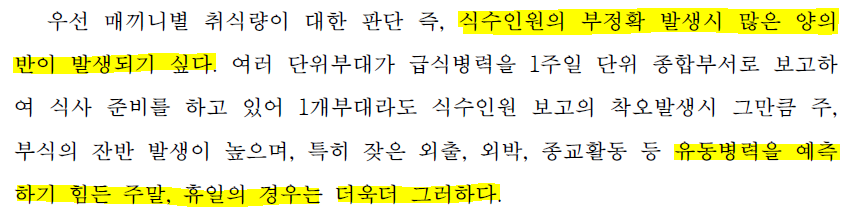 우선 매끼니별 취식량이 대한 판단 즉, 식수인원의 부정확 발생시 많은 양의
반이 발생되기 싶다. 여러 단위부대가 급식병력을 1주일 단위 종합부서로 보고하
여 식사 준비를 하고 있어 1개부대라도 식수인원 보고의 착오발생시 그만큼 주,
부식의 잔반 발생이 높으며, 특히 잦은 외출, 외박, 종교활동 등 유동병력을 예측
하기 힘든 주말, 휴일의 경우는 더욱더 그러하다.